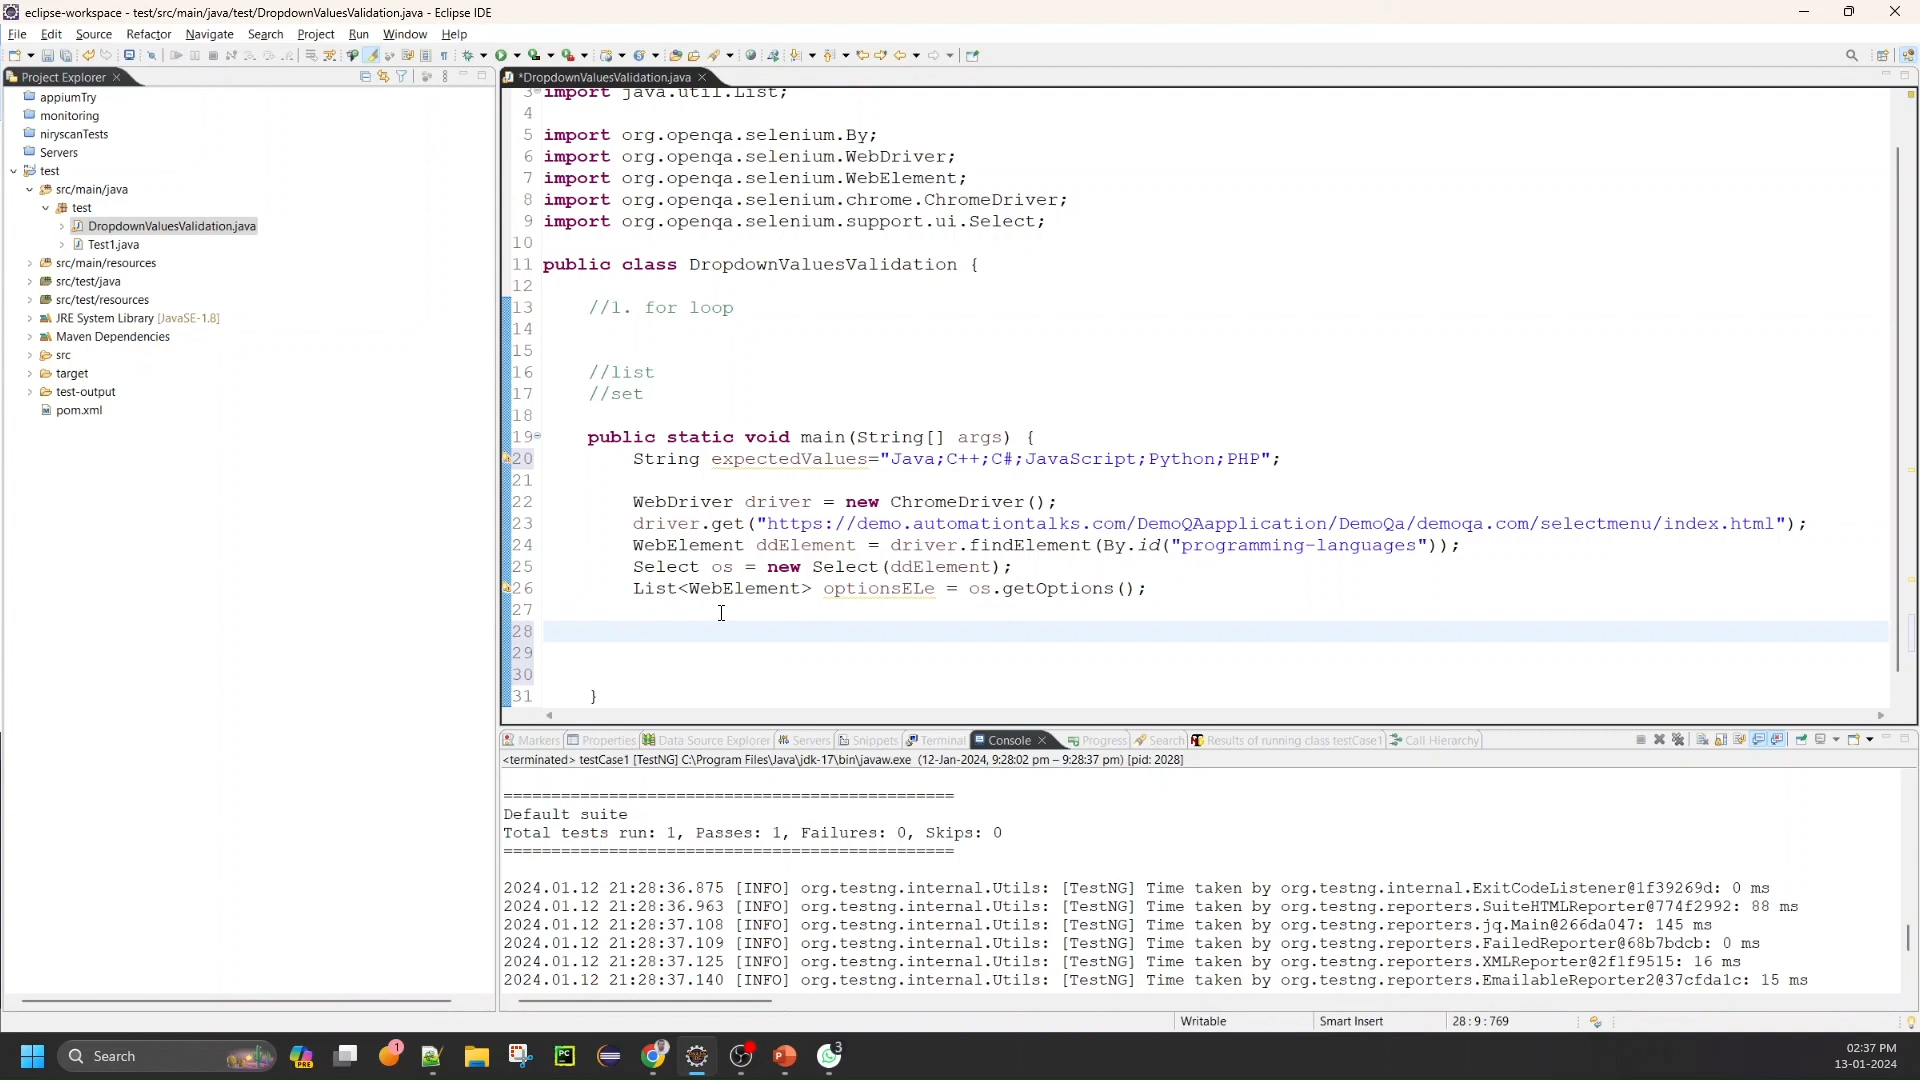 eclipse-workspace - test/src/main/java/test/DropdownValuesValidation.java - Eclipse IDE
File Edit Source Refactor Navigate Search Project Run Window Help
Project Explorer
appiumTry
monitoring
niryscanTests
Servers
test
src/main/java
test
DropdownValuesValidation.java
Test1.java
src/main/resources
src/test/java
src/test/resources
JRE System Library [JavaSE-1.8]
Maven Dependencies
src
target
test-output
pom.xml
*DropdownValuesValidation.java
3 import java.util.List;
4
5 import org.openqa.selenium.By;
6 import org.openqa.selenium.WebDriver;
7 import org.openqa.selenium.WebElement;
8 import org.openqa.selenium.chrome.ChromeDriver;
9 import org.openqa.selenium.support.ui.Select;
10
11 public class DropdownValuesValidation {
12
13 //1. for loop
14
15
16 //list
17 //set
18
19 public static void main(String[] args) {
20 String expectedValues="Java;C++;C#;JavaScript;Python;PHP";
21
22 WebDriver driver = new ChromeDriver();
23 driver.get("https://demo.automationtalks.com/DemoQAapplication/DemoQa/demoqa.com/selectmenu/index.html");
24 WebElement ddElement = driver.findElement(By.id("programming-languages"));
25 Select os = new Select(ddElement);
26 List<WebElement> optionsELe = os.getOptions();
27
28
29
30
31 }
Markers Properties Data Source Explorer Servers Snippets Terminal Console Progress Search Results of running class testCase1 Call Hierarchy
<terminated> testCase1 [TestNG] C:\Program Files\Java\jdk-17\bin\javaw.exe (12-Jan-2024, 9:28:02 pm – 9:28:37 pm) [pid: 2028]
===============================================
Default suite
Total tests run: 1, Passes: 1, Failures: 0, Skips: 0
===============================================
2024.01.12 21:28:36.875 [INFO] org.testng.internal.Utils: [TestNG] Time taken by org.testng.internal.ExitCodeListener@1f39269d: 0 ms
2024.01.12 21:28:36.963 [INFO] org.testng.internal.Utils: [TestNG] Time taken by org.testng.reporters.SuiteHTMLReporter@774f2992: 88 ms
2024.01.12 21:28:37.108 [INFO] org.testng.internal.Utils: [TestNG] Time taken by org.testng.reporters.jq.Main@266da047: 145 ms
2024.01.12 21:28:37.109 [INFO] org.testng.internal.Utils: [TestNG] Time taken by org.testng.reporters.FailedReporter@68b7bdcb: 0 ms
2024.01.12 21:28:37.125 [INFO] org.testng.internal.Utils: [TestNG] Time taken by org.testng.reporters.XMLReporter@2f1f9515: 16 ms
2024.01.12 21:28:37.140 [INFO] org.testng.internal.Utils: [TestNG] Time taken by org.testng.reporters.EmailableReporter2@37cfda1c: 15 ms
Writable Smart Insert 28 : 9 : 769
Search
PRE
1
PC
3
02:37 PM
13-01-2024